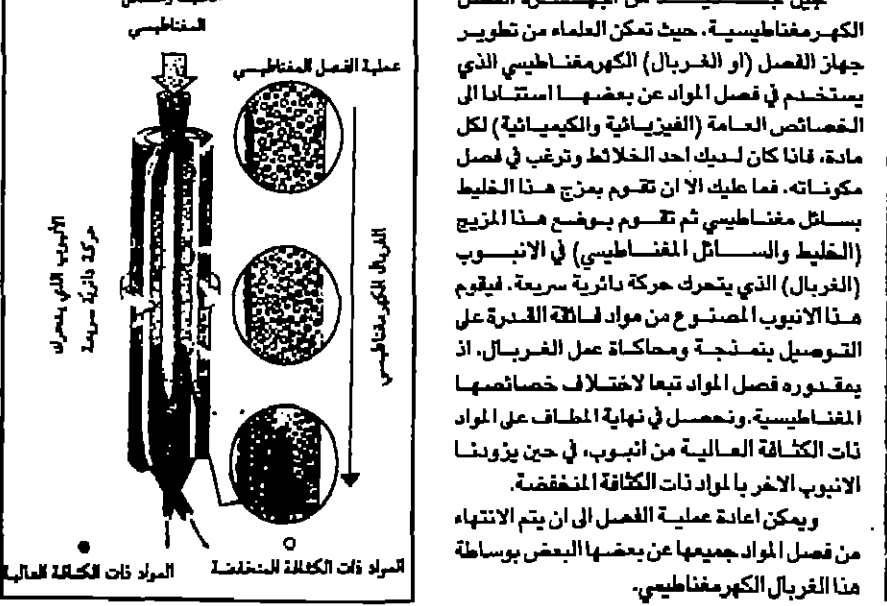 الكهرمغناطيسية، حيث تمكن العلماء من تطوير
جهاز الفصل (او الغربال) الكهرمغناطيسي الذي
يستخدم في فصل المواد عن بعضها استنادا الى
الخصائص العامة (الفيزيائية والكيميائية) لكل
مادة، فاذا كان لديك احد الخلائط وترغب في فصل
مكوناته، فما عليك الا ان تقوم بمزج هذا الخليط
بسائل مغناطيسي ثم تقوم بوضع هذا المزيج
(الخليط والسائل المغناطيسي) في الانبوب
(الغربال) الذي يتحرك حركة دائرية سريعة. فيقوم
هذا الانبوب المصنوع من مواد فائقة القدرة على
التوصيل بنمذجة ومحاكاة عمل الغربال. اذ
بمقدوره فصل المواد تبعا لاختلاف خصائصها
المغناطيسية. ونحصل في نهاية المطاف على المواد
ذات الكثافة العالية من انبوب، في حين يزودنا
الانبوب الاخر بالمواد ذات الكثافة المنخفضة.
ويمكن اعادة عملية الفصل الى ان يتم الانتهاء
من فصل المواد جميعها عن بعضها البعض بوساطة
هذا الغربال الكهرمغناطيسي.
المغناطيسي
عملية الفصل المغناطيسي
الغربال الكهرمغناطيسي
الأنبوب الذي يتحرك
حركة دائرية سريعة
المواد ذات الكثافة المنخفضة
المواد ذات الكثافة العالية